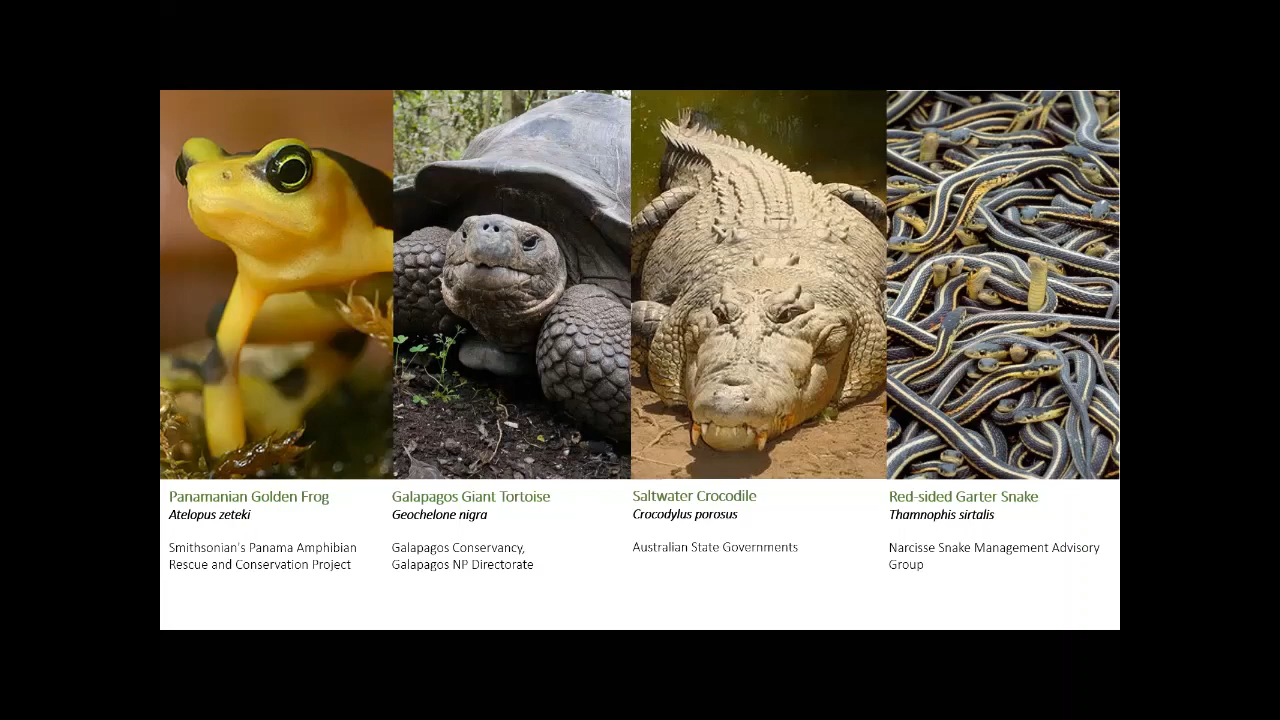 Panamanian Golden Frog
Atelopus zeteki
Smithsonian's Panama Amphibian
Rescue and Conservation Project
Galapagos Giant Tortoise
Geochelone nigra
Galapagos Conservancy,
Galapagos NP Directorate
Saltwater Crocodile
Crocodylus porosus
Australian State Governments
Red-sided Garter Snake
Thamnophis sirtalis
Narcisse Snake Management Advisory
Group